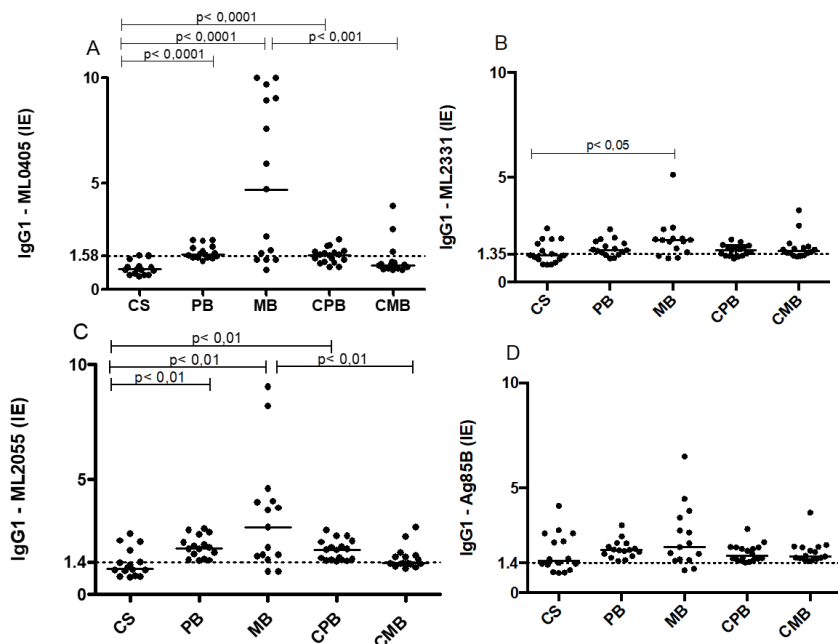 A
p< 0,0001
p< 0,0001
p< 0,001
p< 0,0001
IgG1 - ML0405 (IE)
10
5
1.58
0
CS PB MB CPB CMB
B
p< 0,05
IgG1 - ML2331 (IE)
10
5
1.35
0
CS PB MB CPB CMB
C
p< 0,01
p< 0,01
p< 0,01
p< 0,01
IgG1 - ML2055 (IE)
10
5
1.4
0
CS PB MB CPB CMB
D
IgG1 - Ag85B (IE)
10
5
1.4
0
CS PB MB CPB CMB